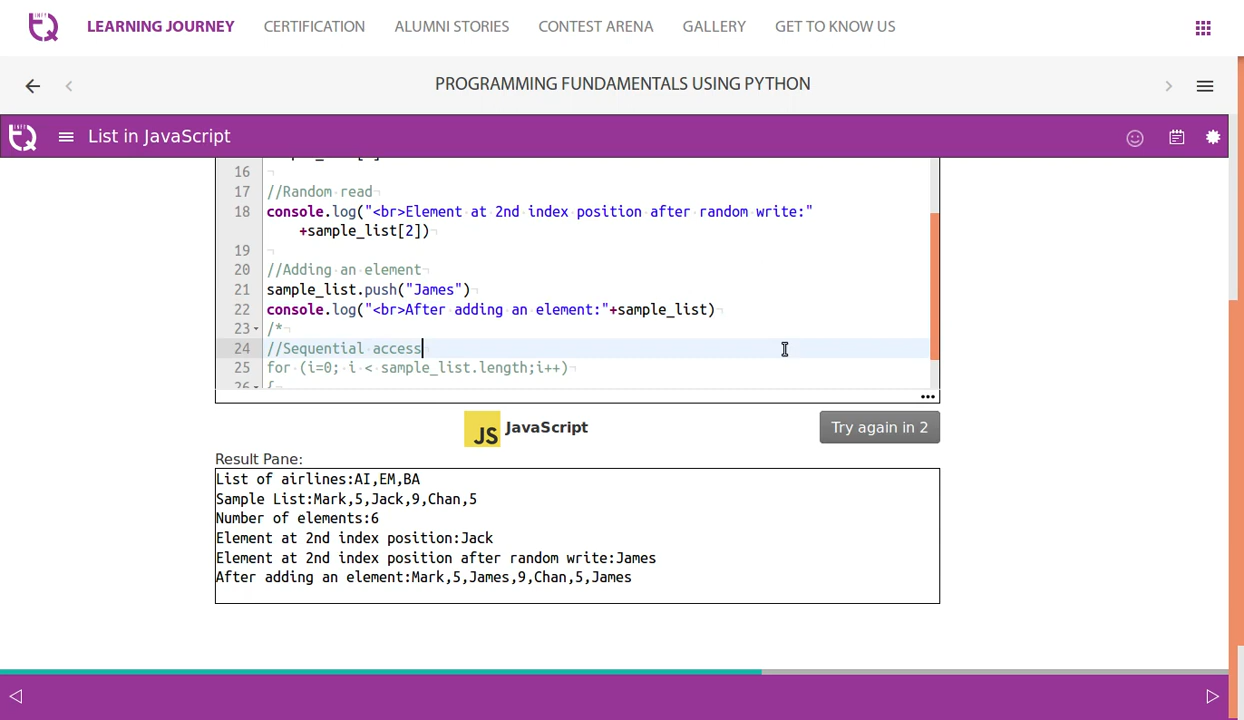 LEARNING JOURNEY CERTIFICATION ALUMNI STORIES CONTEST ARENA GALLERY GET TO KNOW US
PROGRAMMING FUNDAMENTALS USING PYTHON
List in JavaScript
16
17 //Random read
18 console.log("<br>Element at 2nd index position after random write:"
+sample_list[2])
19
20 //Adding an element
21 sample_list.push("James")
22 console.log("<br>After adding an element:"+sample_list)
23 /*
24 //Sequential access
25 for (i=0; i < sample_list.length;i++)
26 {
JS JavaScript Try again in 2
Result Pane:
List of airlines:AI,EM,BA
Sample List:Mark,5,Jack,9,Chan,5
Number of elements:6
Element at 2nd index position:Jack
Element at 2nd index position after random write:James
After adding an element:Mark,5,James,9,Chan,5,James